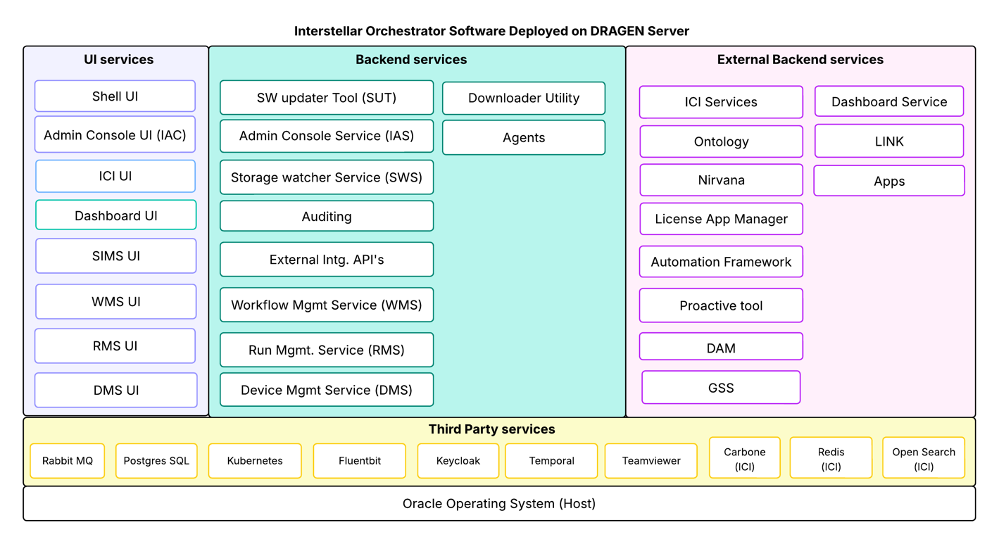 Interstellar Orchestrator Software Deployed on DRAGEN Server
UI services
Shell UI
Admin Console UI (IAC)
ICI UI
Dashboard UI
SIMS UI
WMS UI
RMS UI
DMS UI
Backend services
SW updater Tool (SUT)
Admin Console Service (IAS)
Storage watcher Service (SWS)
Auditing
External Intg. API's
Workflow Mgmt Service (WMS)
Run Mgmt. Service (RMS)
Device Mgmt Service (DMS)
Downloader Utility
Agents
External Backend services
ICI Services
Ontology
Nirvana
License App Manager
Automation Framework
Proactive tool
DAM
GSS
Dashboard Service
LINK
Apps
Third Party services
Rabbit MQ
Postgres SQL
Kubernetes
Fluentbit
Keycloak
Temporal
Teamviewer
Carbone
(ICI)
Redis
(ICI)
Open Search
(ICI)
Oracle Operating System (Host)